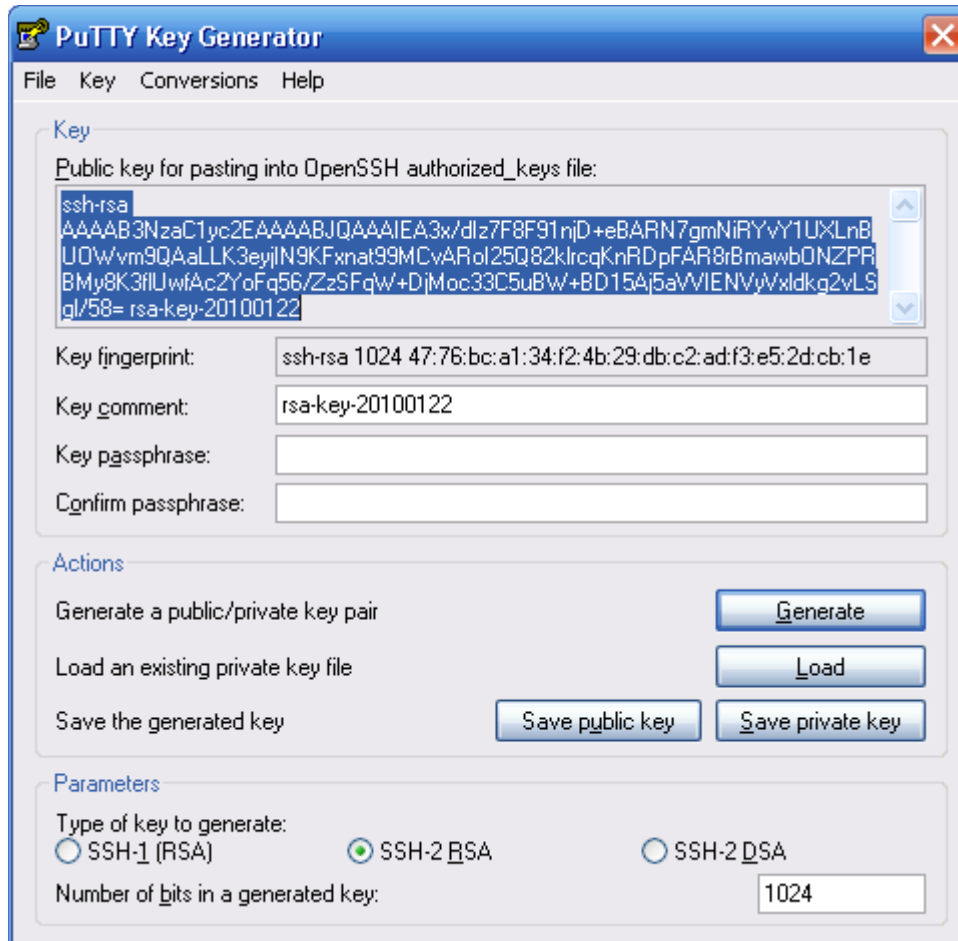 PuTTY Key Generator
File Key Conversions Help
Key
Public key for pasting into OpenSSH authorized_keys file:
ssh-rsa
AAAAB3NzaC1yc2EAAAABJQAAAIEA3x/dIz7F8F91njD+eBARN7gmNiRYvY1UXLnB
UOWvm9QAaLLK3eyjlN9KFxnat99MCvARoI25Q82kIrcqKnRDpFAR8rBmawbONZPR
BMy8K3flUwfAc2YoFq56/ZzSFqW+DjMoc33C5uBW+BD15Aj5aVVIENVyVxldkg2vLS
gI/58= rsa-key-20100122
Key fingerprint: ssh-rsa 1024 47:76:bc:a1:34:f2:4b:29:db:c2:ad:f3:e5:2d:cb:1e
Key comment: rsa-key-20100122
Key passphrase:
Confirm passphrase:
Actions
Generate a public/private key pair Generate
Load an existing private key file Load
Save the generated key Save public key Save private key
Parameters
Type of key to generate:
SSH-1 (RSA) SSH-2 RSA SSH-2 DSA
Number of bits in a generated key: 1024